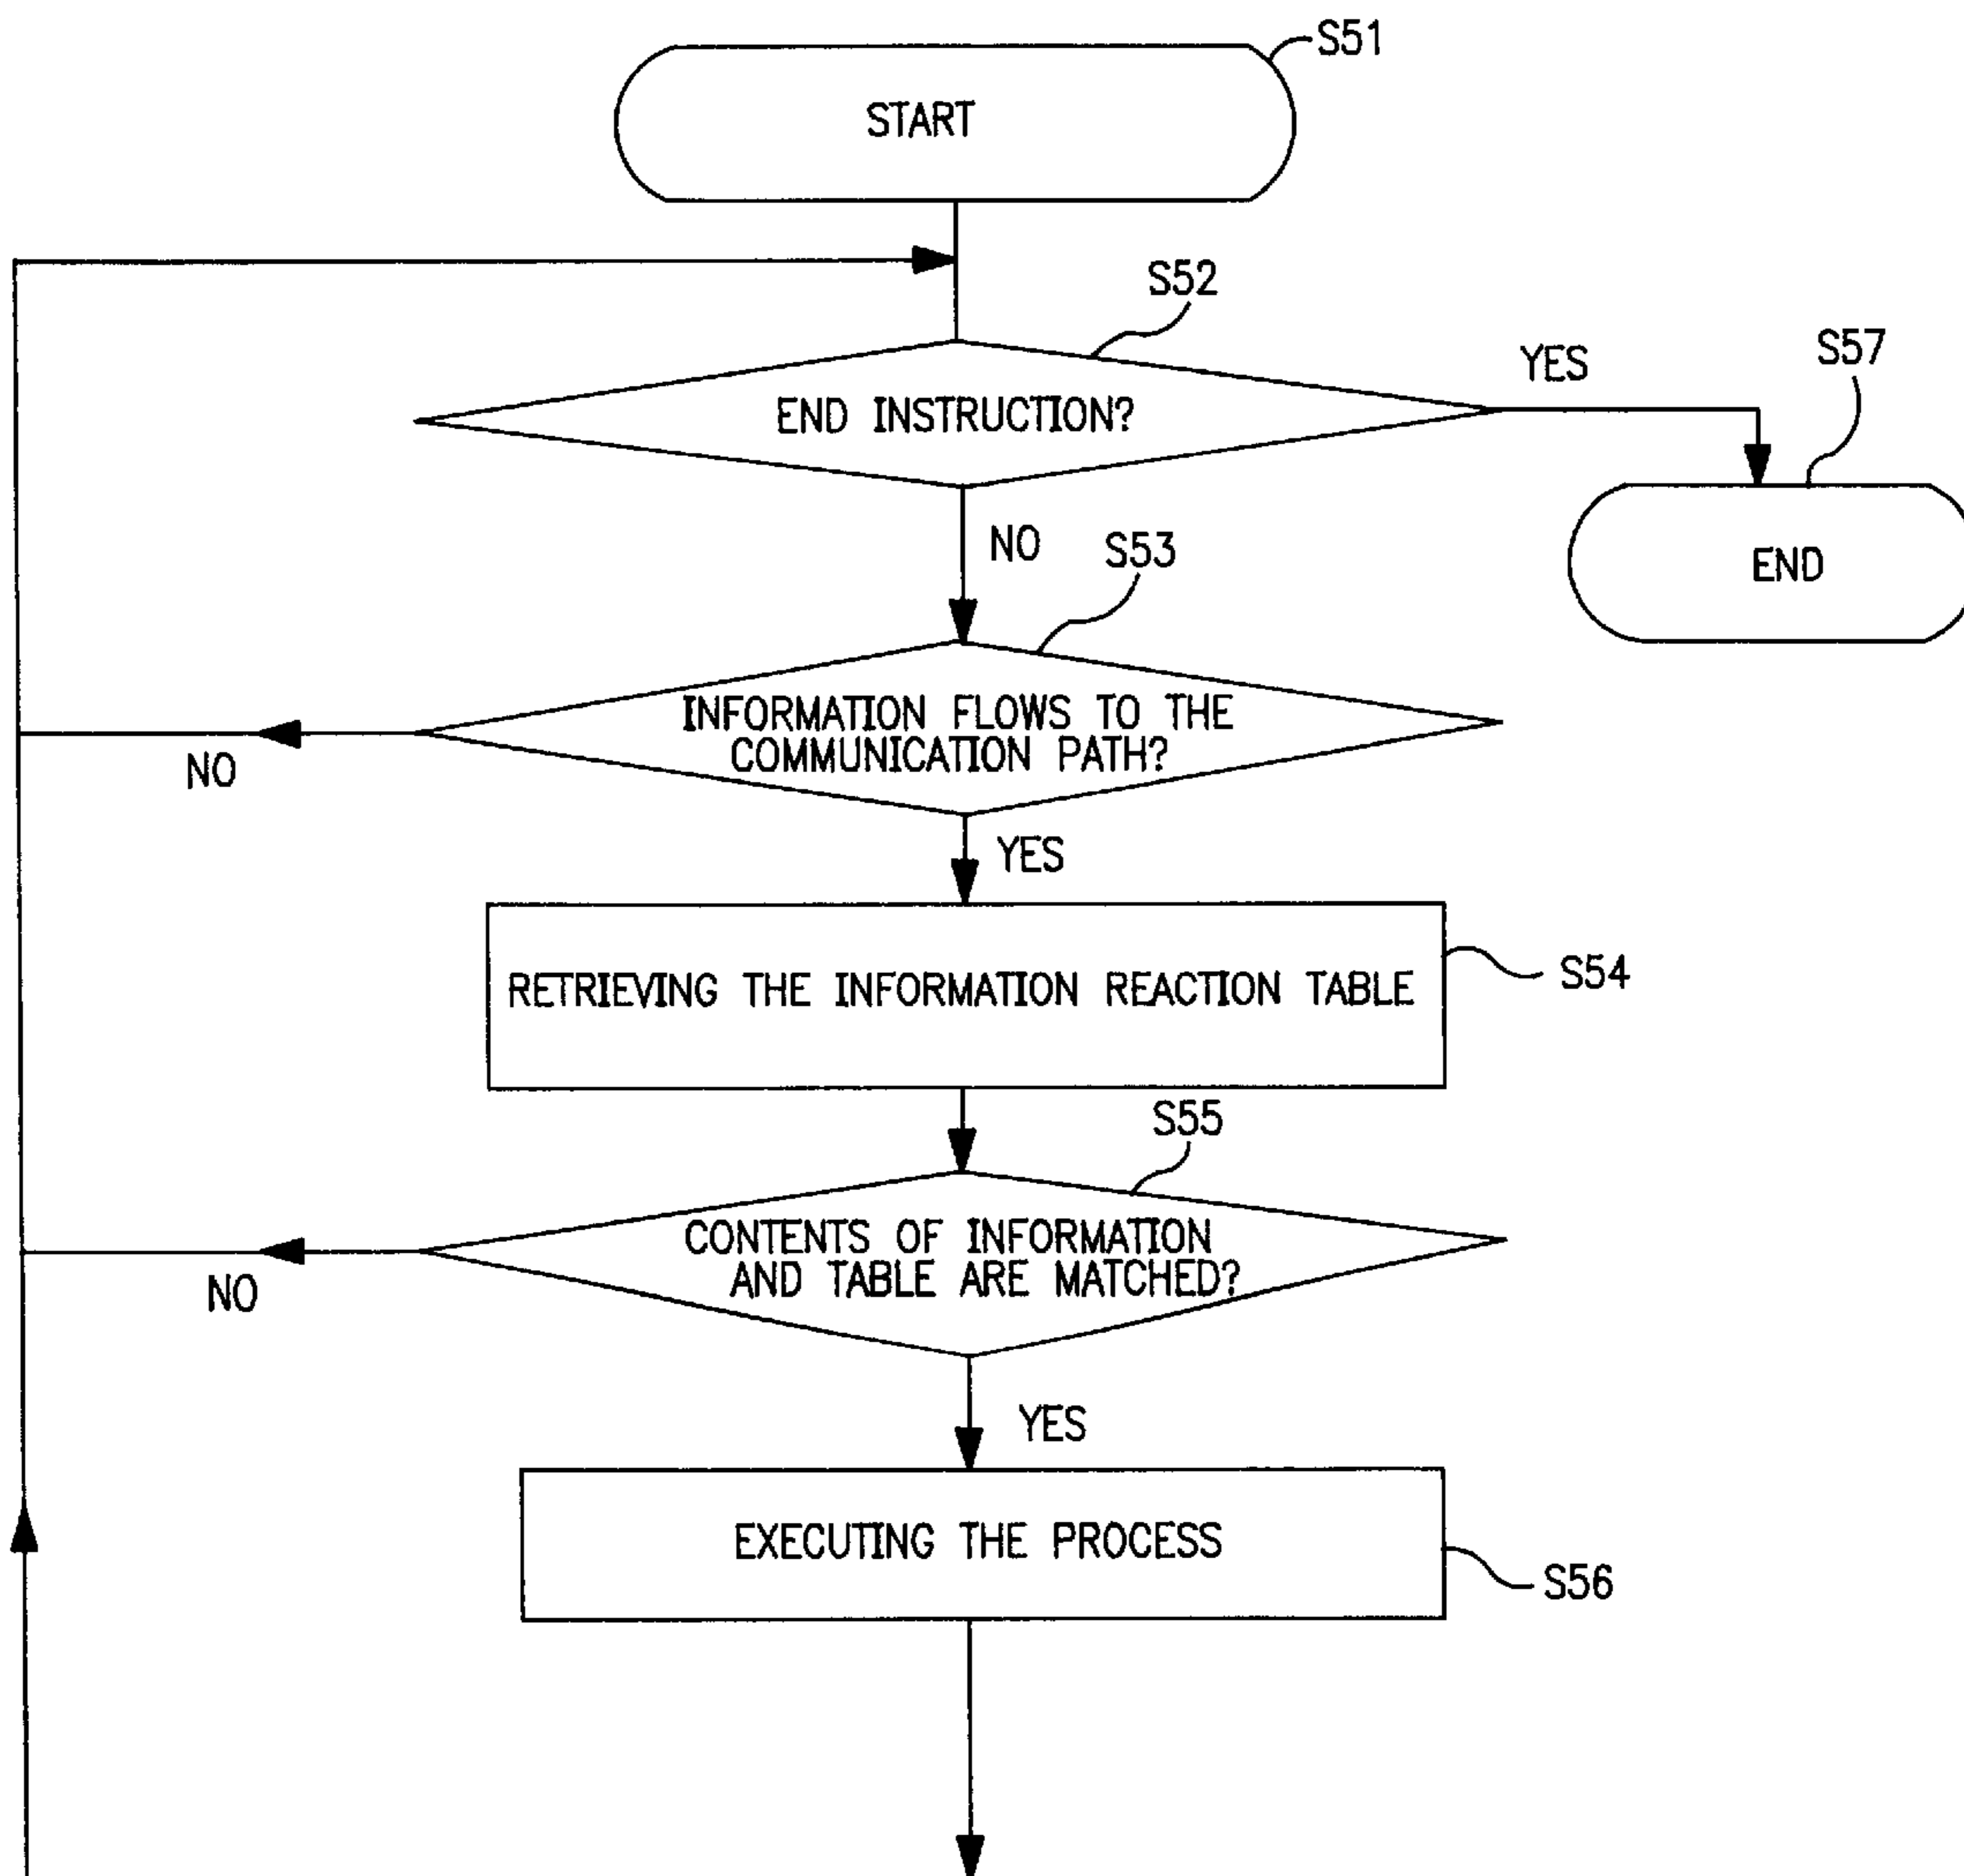 S51
START
S52
YES
S57
END INSTRUCTION?
NO
S53
END
INFORMATION FLOWS TO THE
COMMUNICATION PATH?
NO
YES
RETRIEVING THE INFORMATION REACTION TABLE
S54
S55
CONTENTS OF INFORMATION
AND TABLE ARE MATCHED?
NO
YES
EXECUTING THE PROCESS
S56